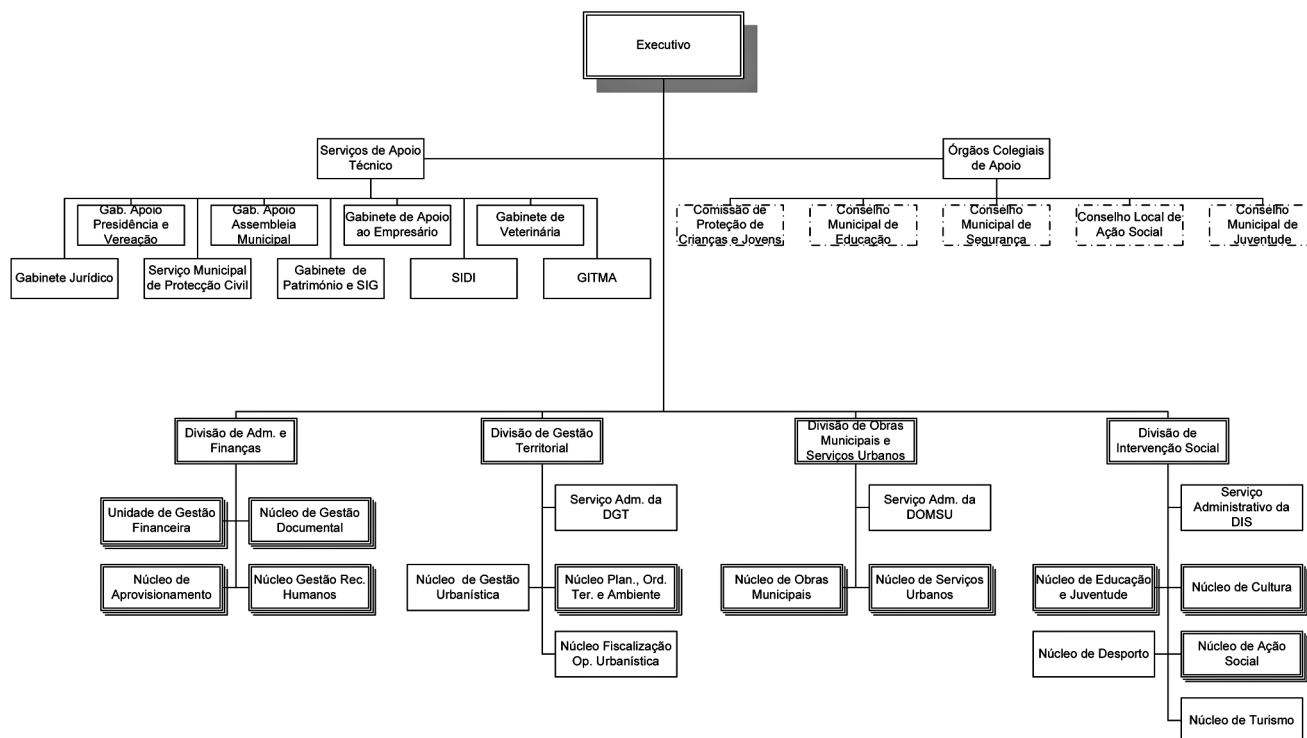 Executivo
Serviços de Apoio
Técnico
Órgãos Colegiais
de Apoio
Gab. Apoio
Presidência e
Vereação
Gab. Apoio
Assembleia
Municipal
Gabinete de Apoio
ao Empresário
Gabinete de
Veterinária
Comissão de
Proteção de
Crianças e Jovens
Conselho
Municipal de
Educação
Conselho
Municipal de
Segurança
Conselho Local de
Ação Social
Conselho
Municipal de
Juventude
Gabinete Jurídico
Serviço Municipal
de Protecção Civil
Gabinete de
Património e SIG
SIDI
GITMA
Divisão de Adm. e
Finanças
Divisão de Gestão
Territorial
Divisão de Obras
Municipais e
Serviços Urbanos
Divisão de
Intervenção Social
Unidade de Gestão
Financeira
Núcleo de Gestão
Documental
Serviço Adm. da
DGT
Serviço Adm. da
DOMSU
Serviço
Administrativo da
DIS
Núcleo de
Aprovisionamento
Núcleo Gestão Rec.
Humanos
Núcleo de Gestão
Urbanística
Núcleo Plan., Ord.
Ter. e Ambiente
Núcleo de Obras
Municipais
Núcleo de Serviços
Urbanos
Núcleo de Educação
e Juventude
Núcleo de Cultura
Núcleo Fiscalização
Op. Urbanística
Núcleo de Desporto
Núcleo de Ação
Social
Núcleo de Turismo